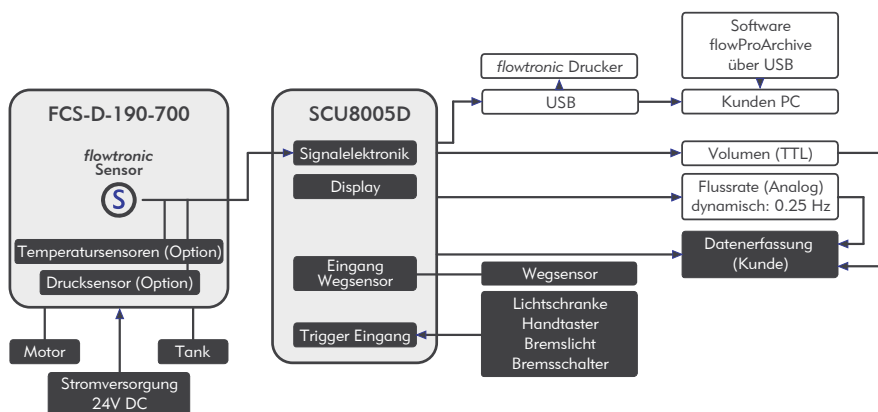 Software
flowProArchive
über USB
flowtronic Drucker
USB
Kunden PC
FCS-D-190-700
flowtronic
Sensor
S
Temperatursensoren (Option)
Drucksensor (Option)
Motor
Tank
Stromversorgung
24V DC
SCU8005D
Signalelektronik
Display
Eingang
Wegsensor
Trigger Eingang
Volumen (TTL)
Flussrate (Analog)
dynamisch: 0.25 Hz
Datenerfassung
(Kunde)
Wegsensor
Lichtschranke
Handtaster
Bremslicht
Bremsschalter